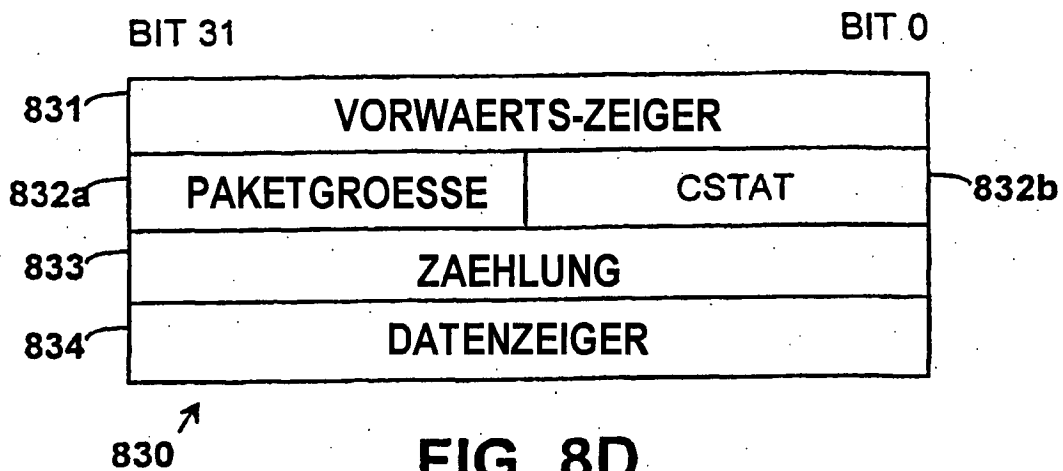 BIT 31 BIT 0
831 VORWAERTS-ZEIGER
832a PAKETGROESSE CSTAT 832b
833 ZAEHLUNG
834 DATENZEIGER
830
FIG. 8D